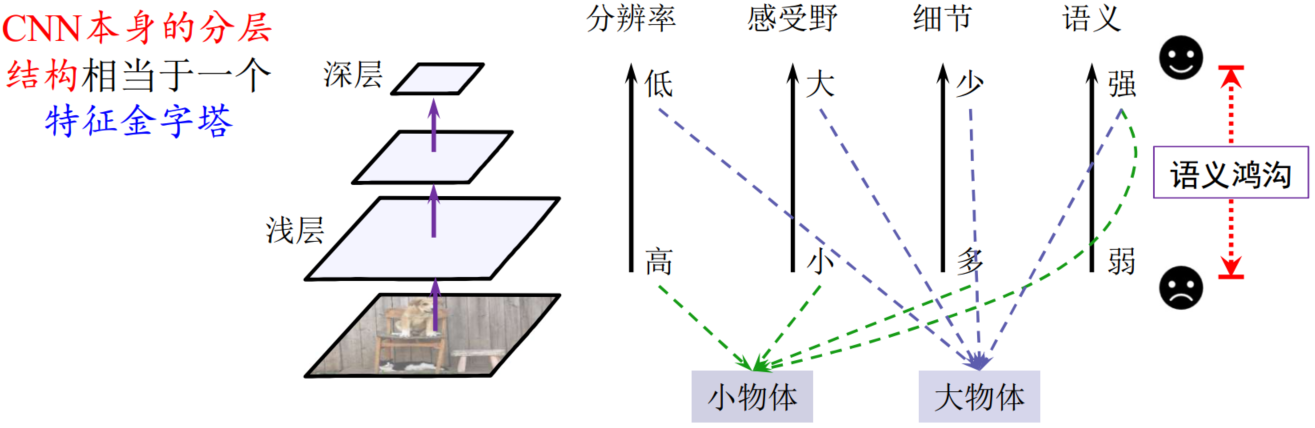 CNN本身的分层
结构相当于一个
特征金字塔
深层
浅层
分辨率 感受野 细节 语义
低 大 少 强
语义鸿沟
高 小 多 弱
小物体 大物体